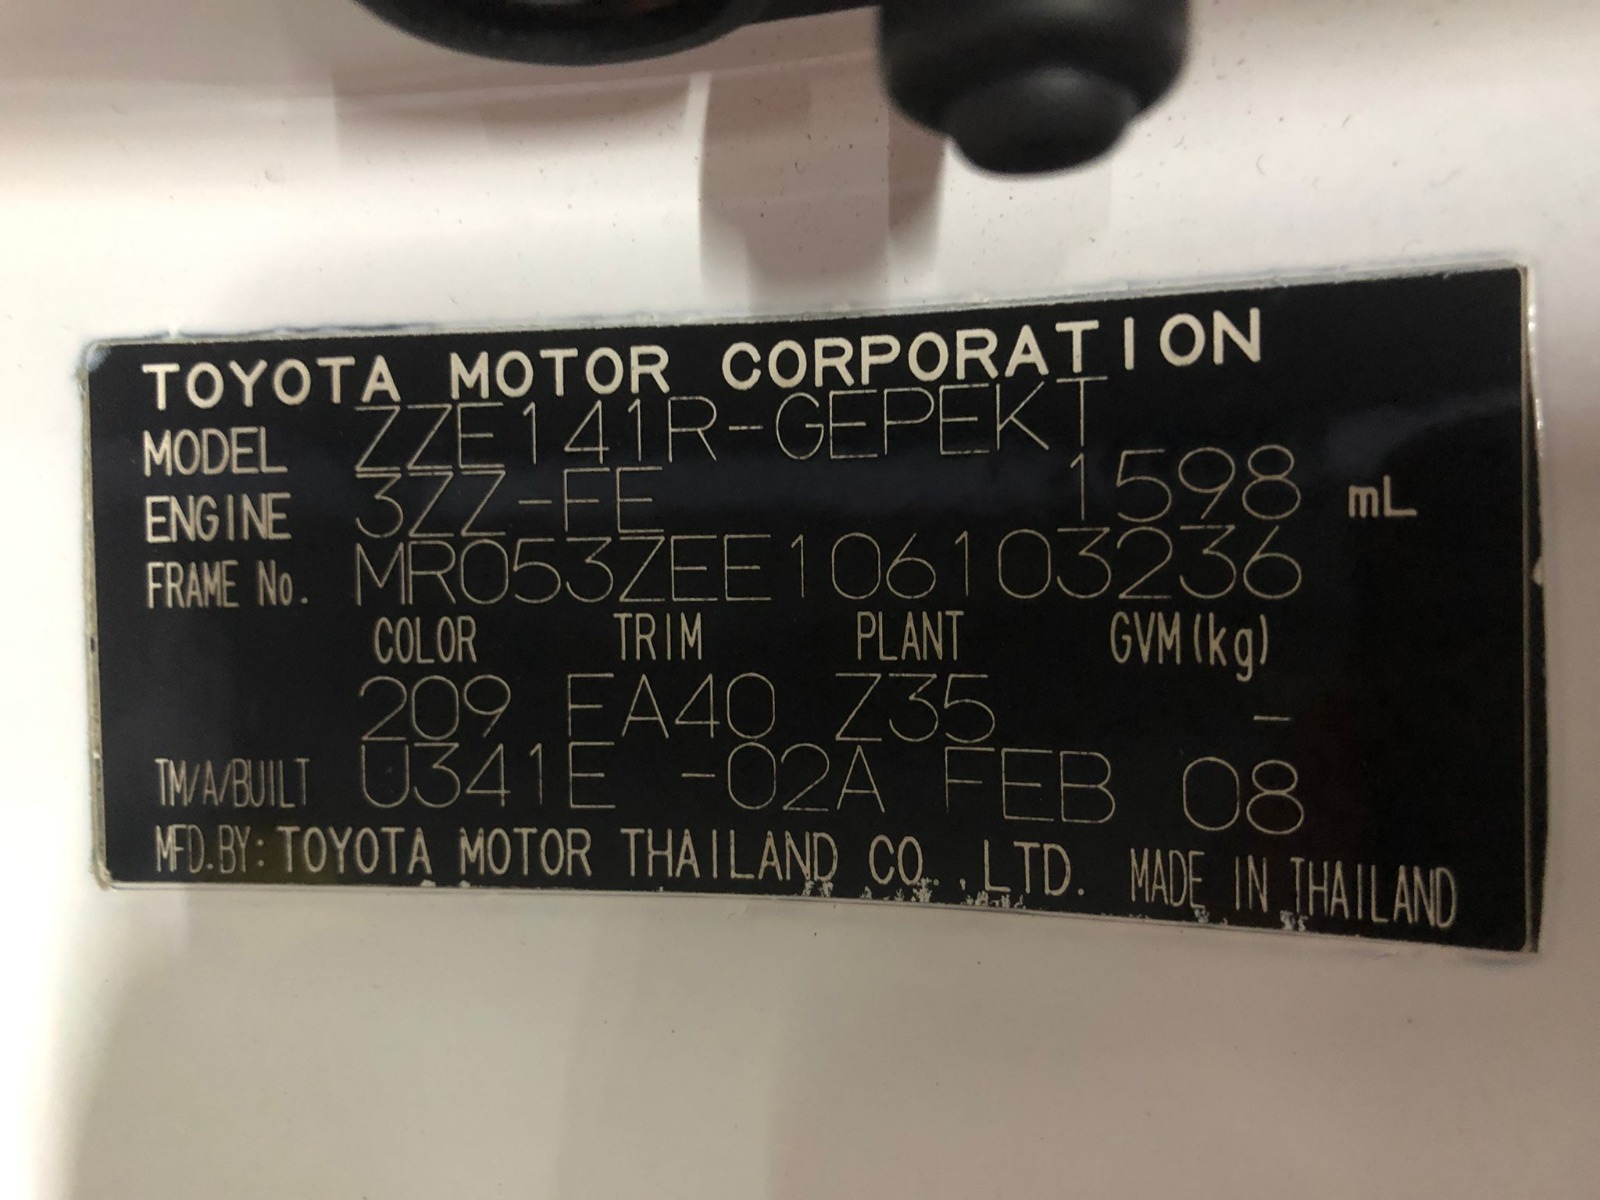 TOYOTA MOTOR CORPORATION
MODEL ZZE141R-GEPEKT
ENGINE 3ZZ-FE 1598 mL
FRAME No. MR053ZEE106103236
COLOR TRIM PLANT GVM(kg)
209 FA40 Z35 -
TM/A/BUILT U341E -02A FEB 08
MFD.BY: TOYOTA MOTOR THAILAND CO.,LTD. MADE IN THAILAND